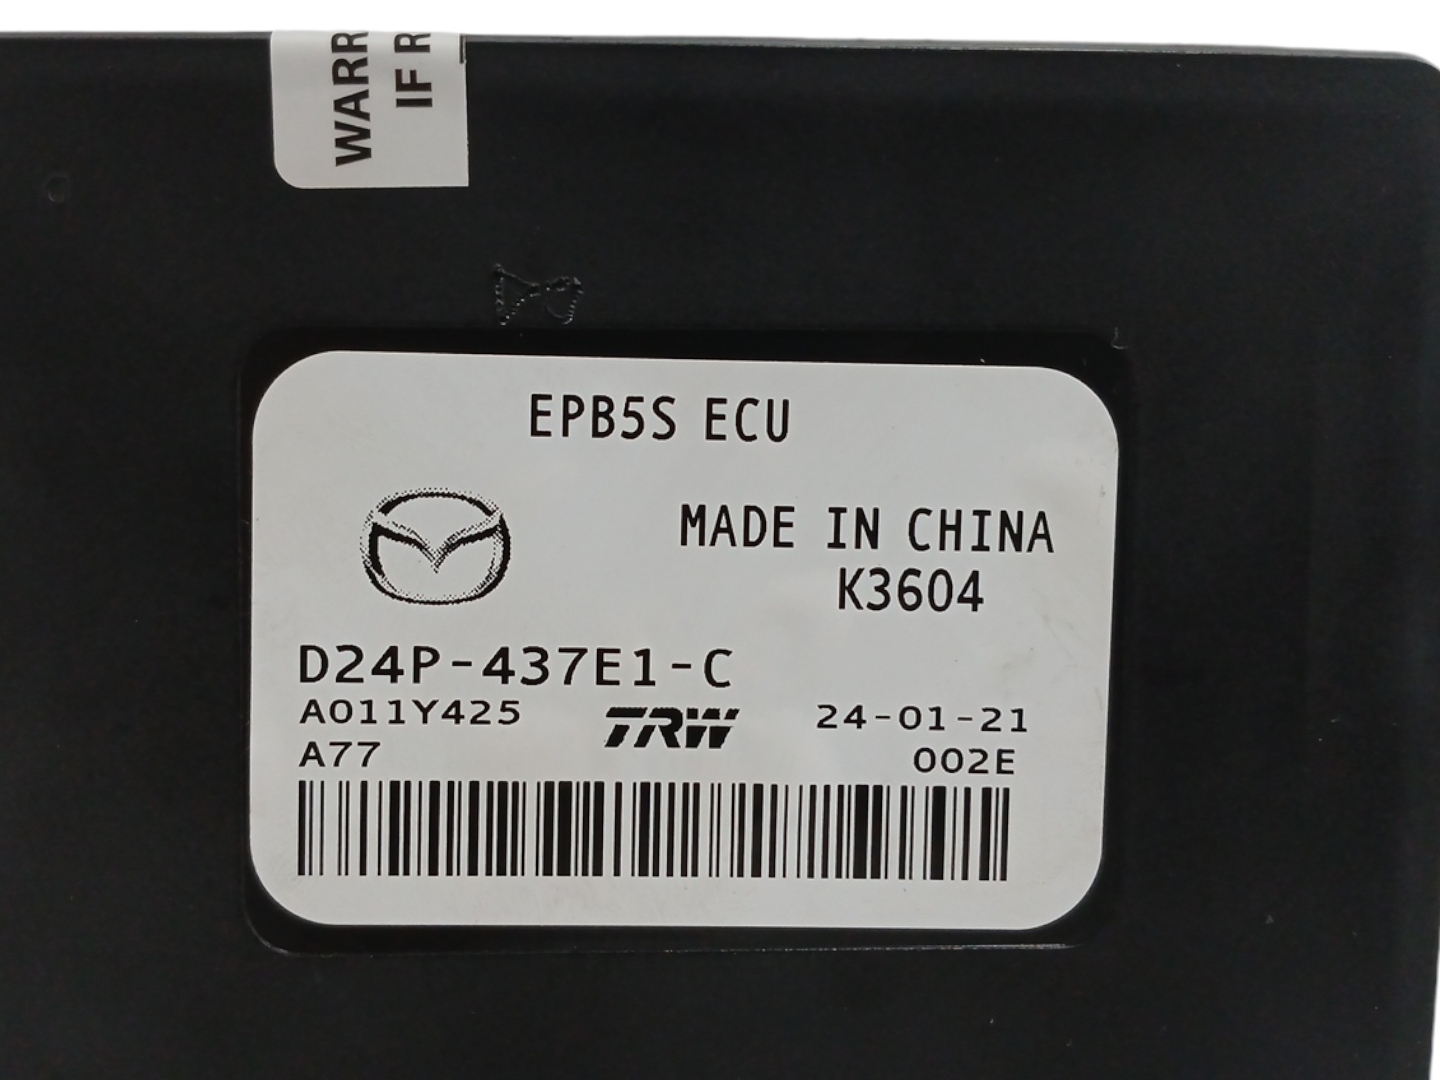 WARR
IF R
EPB5S ECU
MADE IN CHINA
K3604
D24P-437E1-C
A011Y425
TRW
24-01-21
A77
002E